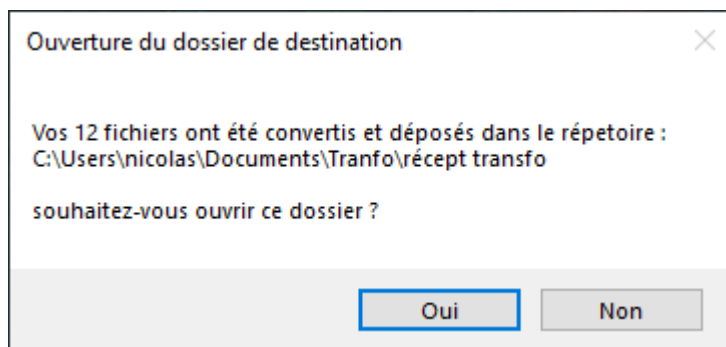 Ouverture du dossier de destination
Vos 12 fichiers ont été convertis et déposés dans le répetoire :
C:\Users\nicolas\Documents\Tranfo\récept transfo
souhaitez-vous ouvrir ce dossier ?
Oui
Non